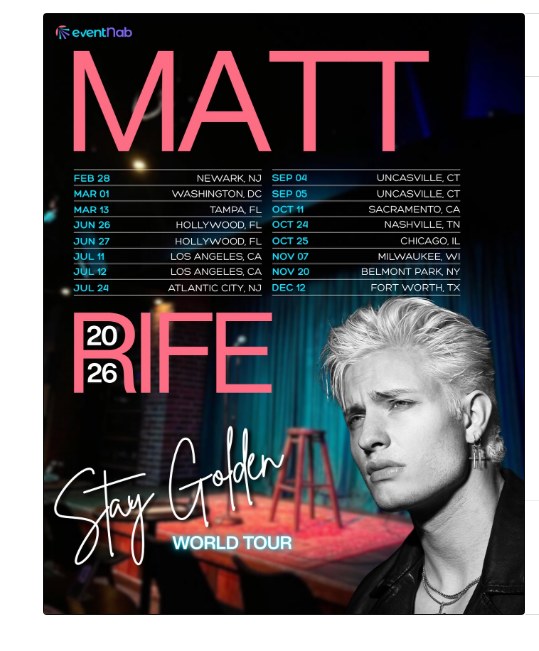 eventnab
MATT
FEB 28 NEWARK, NJ
MAR 01 WASHINGTON, DC
MAR 13 TAMPA, FL
JUN 26 HOLLYWOOD, FL
JUN 27 HOLLYWOOD, FL
JUL 11 LOS ANGELES, CA
JUL 12 LOS ANGELES, CA
JUL 24 ATLANTIC CITY, NJ
SEP 04 UNCASVILLE, CT
SEP 05 UNCASVILLE, CT
OCT 11 SACRAMENTO, CA
OCT 24 NASHVILLE, TN
OCT 25 CHICAGO, IL
NOV 07 MILWAUKEE, WI
NOV 20 BELMONT PARK, NY
DEC 12 FORT WORTH, TX
RIFE
20
26
Stay Golden
WORLD TOUR